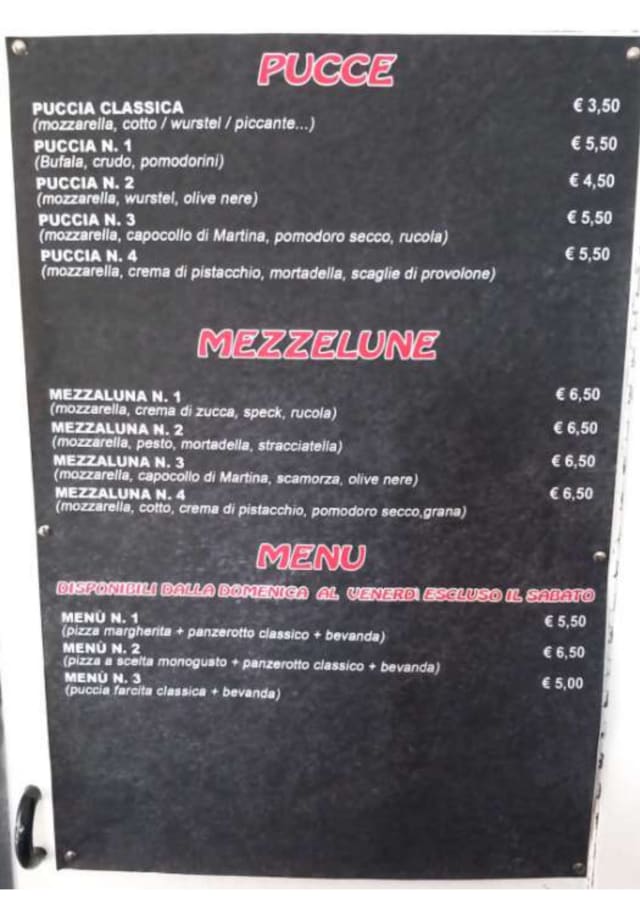 PUCCE
PUCCIA CLASSICA € 3,50
(mozzarella, cotto / wurstel / piccante...)
PUCCIA N. 1 € 5,50
(Bufala, crudo, pomodorini)
PUCCIA N. 2 € 4,50
(mozzarella, wurstel, olive nere)
PUCCIA N. 3 € 5,50
(mozzarella, capocollo di Martina, pomodoro secco, rucola)
PUCCIA N. 4 € 5,50
(mozzarella, crema di pistacchio, mortadella, scaglie di provolone)
MEZZELUNE
MEZZALUNA N. 1 € 6,50
(mozzarella, crema di zucca, speck, rucola)
MEZZALUNA N. 2 € 6,50
(mozzarella, pesto, mortadella, stracciatella)
MEZZALUNA N. 3 € 6,50
(mozzarella, capocollo di Martina, scamorza, olive nere)
MEZZALUNA N. 4 € 6,50
(mozzarella, cotto, crema di pistacchio, pomodoro secco,grana)
MENU
DISPONIBILI DALLA DOMENICA AL VENERDI ESCLUSO IL SABATO
MENÙ N. 1 € 5,50
(pizza margherita + panzerotto classico + bevanda)
MENÙ N. 2 € 6,50
(pizza a scelta monogusto + panzerotto classico + bevanda)
MENÙ N. 3 € 5,00
(puccia farcita classica + bevanda)